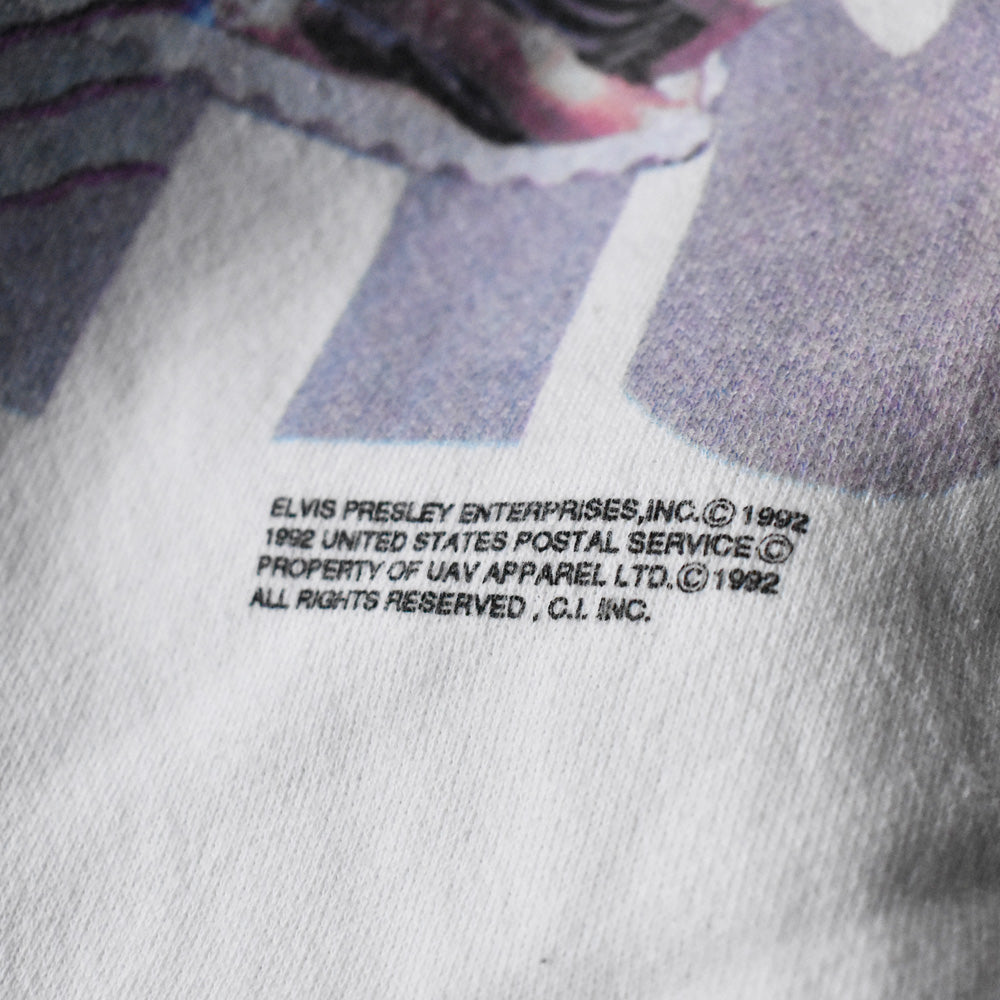 ELVIS PRESLEY ENTERPRISES,INC.© 1992
1992 UNITED STATES POSTAL SERVICE ©
PROPERTY OF UAV APPAREL LTD.© 1992
ALL RIGHTS RESERVED , C.I. INC.